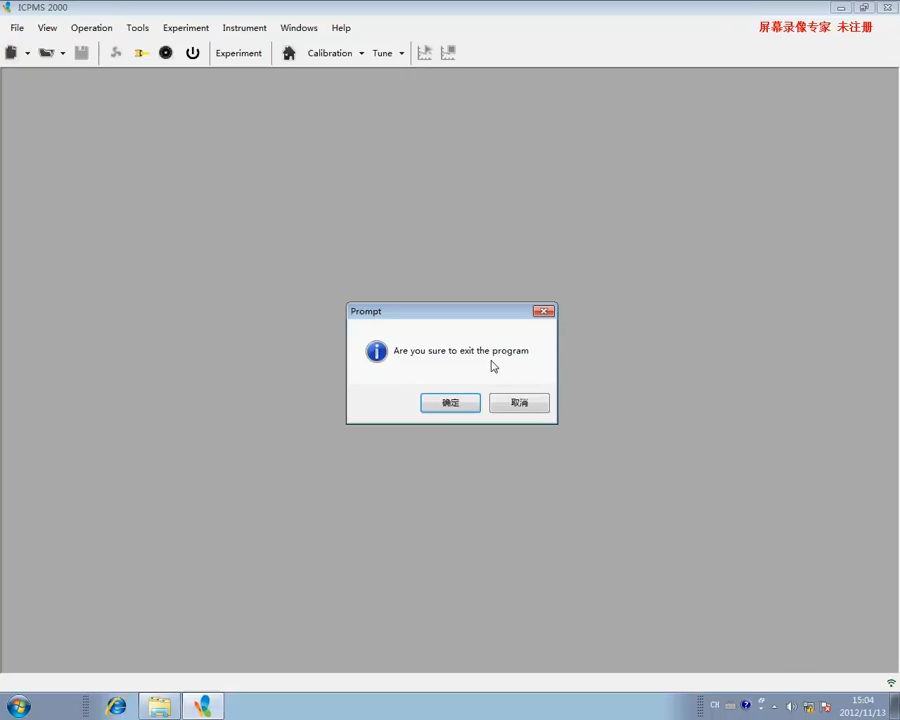 ICPMS 2000
File View Operation Tools Experiment Instrument Windows Help
屏幕录像专家 未注册
Experiment Calibration Tune
Prompt
Are you sure to exit the program
确定 取消
CH
15:04
2012/11/13